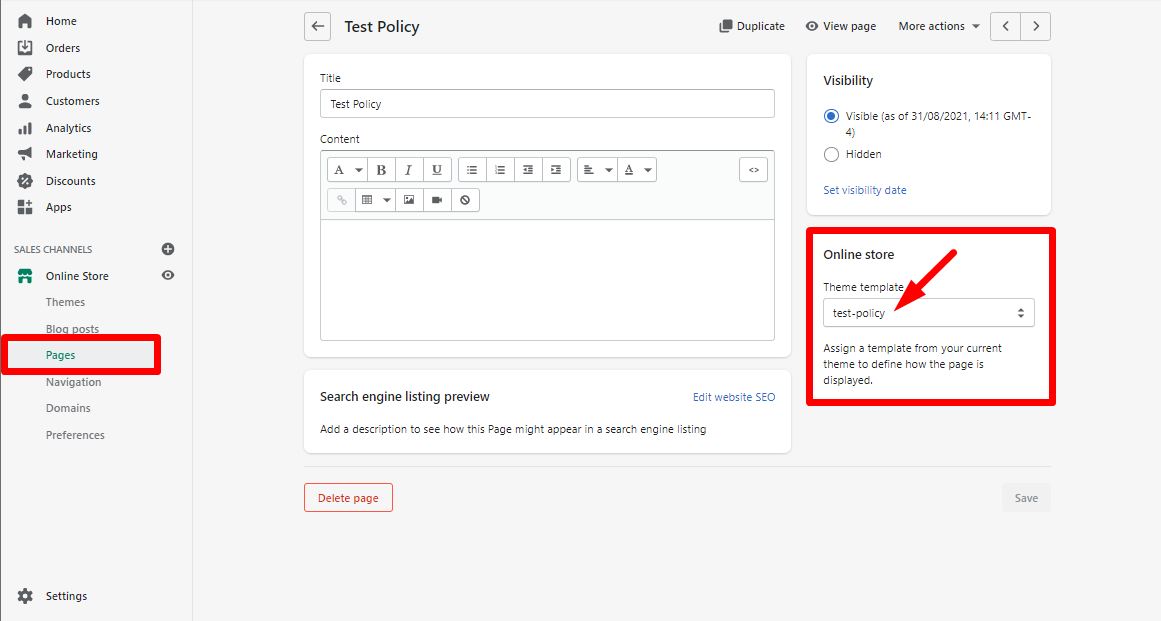 Home
Orders
Products
Customers
Analytics
Marketing
Discounts
Apps
SALES CHANNELS
Online Store
Themes
Blog posts
Pages
Navigation
Domains
Preferences
Settings
Test Policy
Duplicate
View page
More actions
Title
Test Policy
Content
A B I U A
<>
Search engine listing preview
Edit website SEO
Add a description to see how this Page might appear in a search engine listing
Delete page
Save
Visibility
Visible (as of 31/08/2021, 14:11 GMT-
4)
Hidden
Set visibility date
Online store
Theme template
test-policy
Assign a template from your current
theme to define how the page is
displayed.